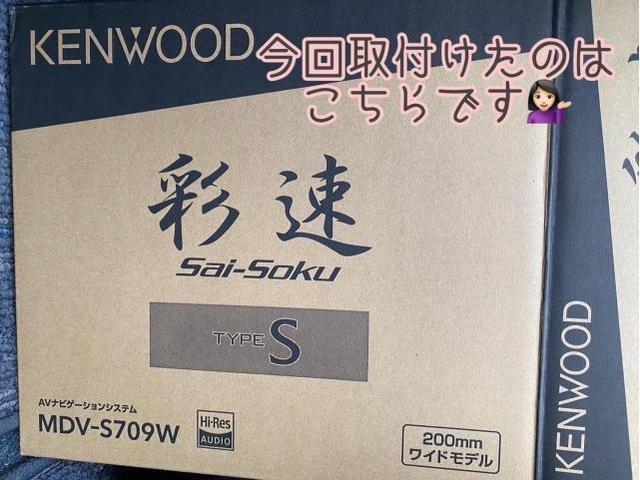 KENWOOD
今回取付けたのは
こちらです💁🏻‍♀️
彩速
Sai-Soku
TYPE S
AVナビゲーションシステム
MDV-S709W
Hi-Res
AUDIO
200mm
ワイドモデル
KENWOOD